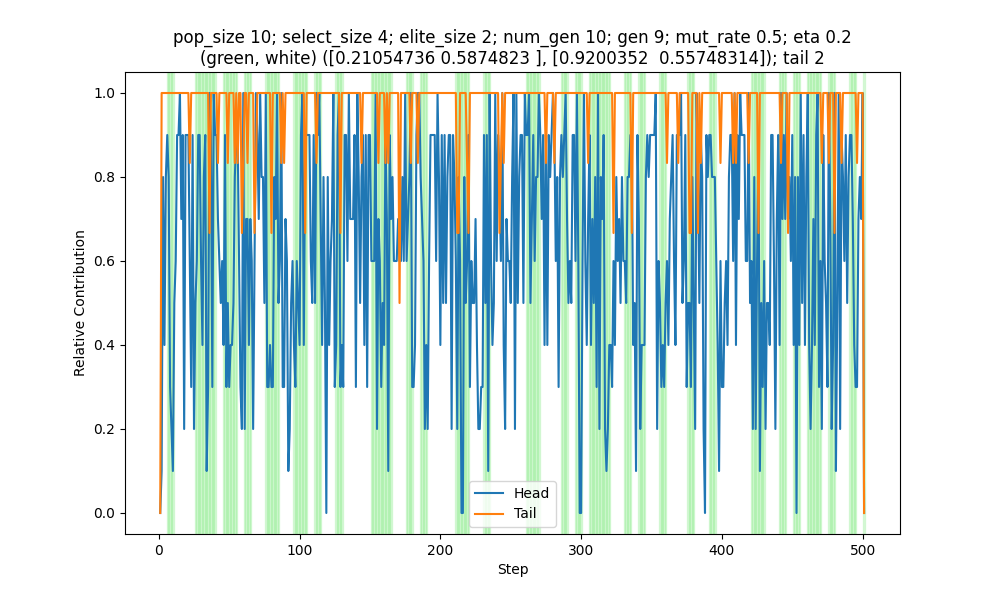 pop_size 10; select_size 4; elite_size 2; num_gen 10; gen 9; mut_rate 0.5; eta 0.2
(green, white) ([0.21054736 0.5874823 ], [0.9200352  0.55748314]); tail 2
1.0
0.8
0.6
0.4
0.2
0.0
Relative Contribution
Head
Tail
0
100
200
300
400
500
Step